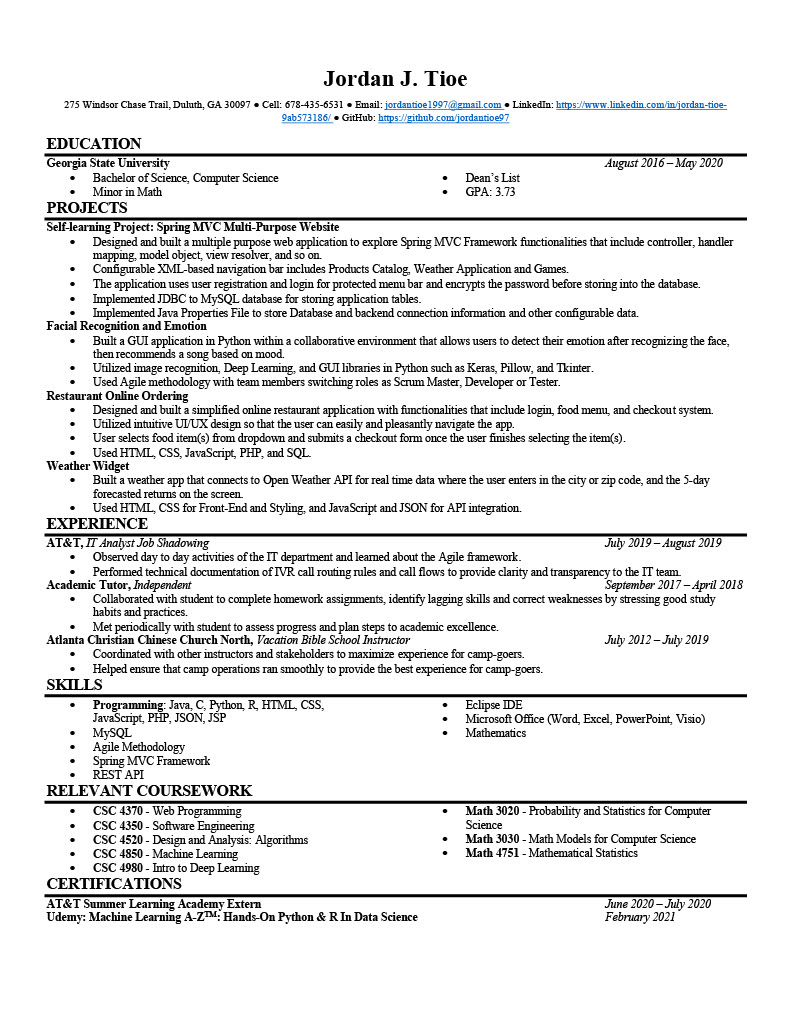 Jordan J. Tioe
275 Windsor Chase Trail, Duluth, GA 30097 ● Cell: 678-435-6531 ● Email: jordantioe1997@gmail.com ● LinkedIn: https://www.linkedin.com/in/jordan-tioe-
9ab573186/ ● GitHub: https://github.com/jordantioe97
EDUCATION
Georgia State University August 2016 – May 2020
• Bachelor of Science, Computer Science
• Minor in Math
• Dean’s List
• GPA: 3.73
PROJECTS
Self-learning Project: Spring MVC Multi-Purpose Website
• Designed and built a multiple purpose web application to explore Spring MVC Framework functionalities that include controller, handler
mapping, model object, view resolver, and so on.
• Configurable XML-based navigation bar includes Products Catalog, Weather Application and Games.
• The application uses user registration and login for protected menu bar and encrypts the password before storing into the database.
• Implemented JDBC to MySQL database for storing application tables.
• Implemented Java Properties File to store Database and backend connection information and other configurable data.
Facial Recognition and Emotion
• Built a GUI application in Python within a collaborative environment that allows users to detect their emotion after recognizing the face,
then recommends a song based on mood.
• Utilized image recognition, Deep Learning, and GUI libraries in Python such as Keras, Pillow, and Tkinter.
• Used Agile methodology with team members switching roles as Scrum Master, Developer or Tester.
Restaurant Online Ordering
• Designed and built a simplified online restaurant application with functionalities that include login, food menu, and checkout system.
• Utilized intuitive UI/UX design so that the user can easily and pleasantly navigate the app.
• User selects food item(s) from dropdown and submits a checkout form once the user finishes selecting the item(s).
• Used HTML, CSS, JavaScript, PHP, and SQL.
Weather Widget
• Built a weather app that connects to Open Weather API for real time data where the user enters in the city or zip code, and the 5-day
forecasted returns on the screen.
• Used HTML, CSS for Front-End and Styling, and JavaScript and JSON for API integration.
EXPERIENCE
AT&T, IT Analyst Job Shadowing July 2019 – August 2019
• Observed day to day activities of the IT department and learned about the Agile framework.
• Performed technical documentation of IVR call routing rules and call flows to provide clarity and transparency to the IT team.
Academic Tutor, Independent September 2017 – April 2018
• Collaborated with student to complete homework assignments, identify lagging skills and correct weaknesses by stressing good study
habits and practices.
• Met periodically with student to assess progress and plan steps to academic excellence.
Atlanta Christian Chinese Church North, Vacation Bible School Instructor July 2012 – July 2019
• Coordinated with other instructors and stakeholders to maximize experience for camp-goers.
• Helped ensure that camp operations ran smoothly to provide the best experience for camp-goers.
SKILLS
• Programming: Java, C, Python, R, HTML, CSS,
JavaScript, PHP, JSON, JSP
• MySQL
• Agile Methodology
• Spring MVC Framework
• REST API
• Eclipse IDE
• Microsoft Office (Word, Excel, PowerPoint, Visio)
• Mathematics
RELEVANT COURSEWORK
• CSC 4370 - Web Programming
• CSC 4350 - Software Engineering
• CSC 4520 - Design and Analysis: Algorithms
• CSC 4850 - Machine Learning
• CSC 4980 - Intro to Deep Learning
• Math 3020 - Probability and Statistics for Computer
Science
• Math 3030 - Math Models for Computer Science
• Math 4751 - Mathematical Statistics
CERTIFICATIONS
AT&T Summer Learning Academy Extern June 2020 – July 2020
Udemy: Machine Learning A-Z™: Hands-On Python & R In Data Science February 2021